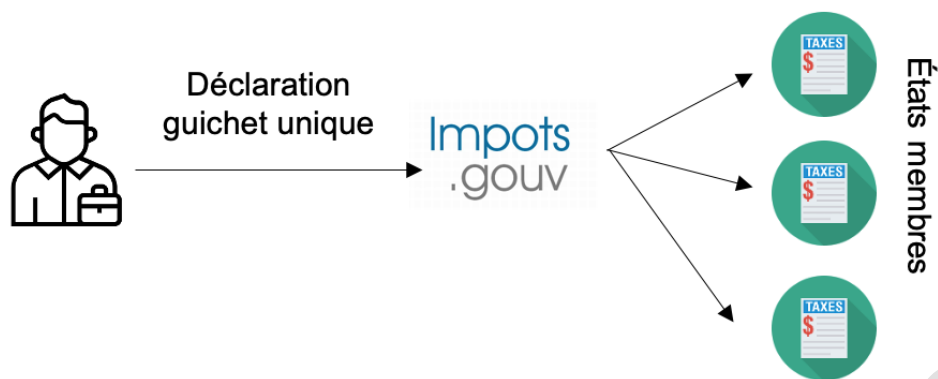 Déclaration
guichet unique
Impots
.gouv
TAXES
$
TAXES
$
TAXES
$
États membres